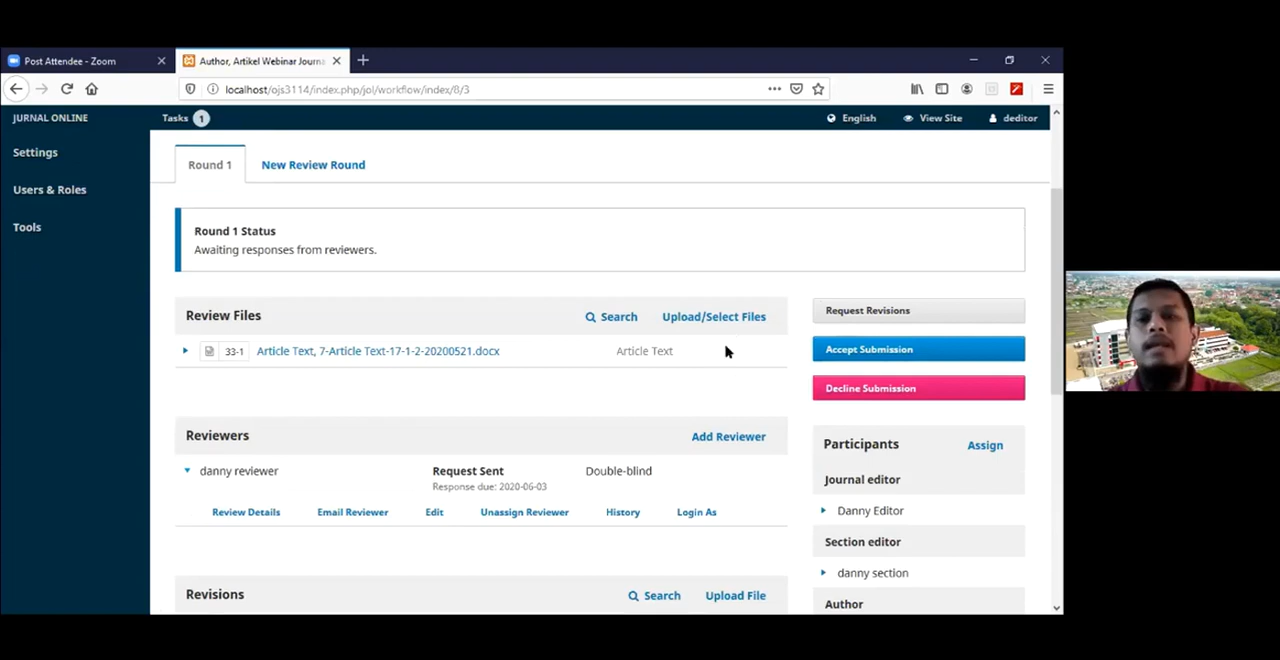 Post Attendee - Zoom
Author, Artikel Webinar Journa
localhost/ojs3114/index.php/jol/workflow/index/8/3
JURNAL ONLINE
Tasks 1
English
View Site
deditor
Settings
Users & Roles
Tools
Round 1
New Review Round
Round 1 Status
Awaiting responses from reviewers.
Review Files
Search
Upload/Select Files
33-1
Article Text, 7-Article Text-17-1-2-20200521.docx
Article Text
Reviewers
Add Reviewer
danny reviewer
Request Sent
Response due: 2020-06-03
Double-blind
Review Details
Email Reviewer
Edit
Unassign Reviewer
History
Login As
Revisions
Search
Upload File
Request Revisions
Accept Submission
Decline Submission
Participants
Assign
Journal editor
Danny Editor
Section editor
danny section
Author